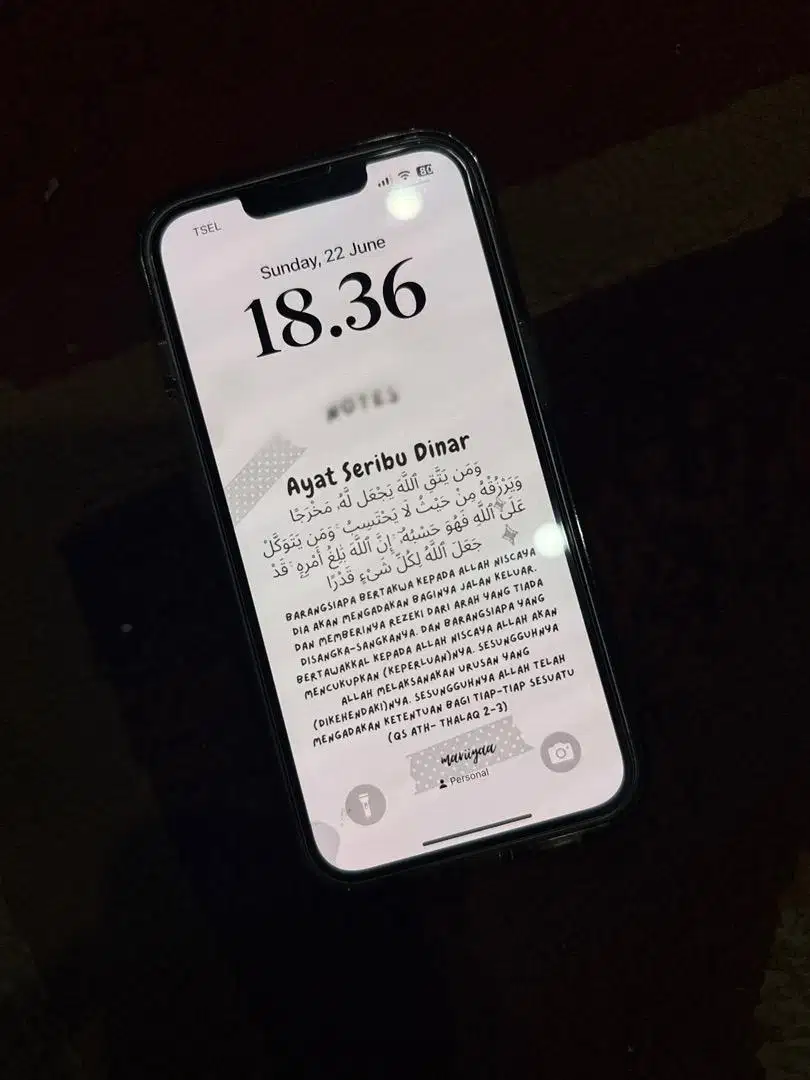 TSEL
80
Sunday, 22 June
18.36
NOTES
Ayat Seribu Dinar
وَمَن يَتَّقِ ٱللَّهَ يَجْعَل لَّهُۥ مَخْرَجًا
وَيَرْزُقْهُ مِنْ حَيْثُ لَا يَحْتَسِبُ ۚ وَمَن يَتَوَكَّلْ
عَلَى ٱللَّهِ فَهُوَ حَسْبُهُۥٓ ۚ إِنَّ ٱللَّهَ بَٰلِغُ أَمْرِهِۦ ۚ قَدْ
جَعَلَ ٱللَّهُ لِكُلِّ شَىْءٍ قَدْرًا
BARANGSIAPA BERTAKWA KEPADA ALLAH NISCAYA
DIA AKAN MENGADAKAN BAGINYA JALAN KELUAR.
DAN MEMBERINYA REZEKI DARI ARAH YANG TIADA
DISANGKA-SANGKANYA. DAN BARANGSIAPA YANG
BERTAWAKKAL KEPADA ALLAH NISCAYA ALLAH AKAN
MENCUKUPKAN (KEPERLUAN)NYA. SESUNGGUHNYA
ALLAH MELAKSANAKAN URUSAN YANG
(DIKEHENDAKI)NYA. SESUNGGUHNYA ALLAH TELAH
MENGADAKAN KETENTUAN BAGI TIAP-TIAP SESUATU
(QS ATH- THALAQ 2-3)
maviiyaa
Personal